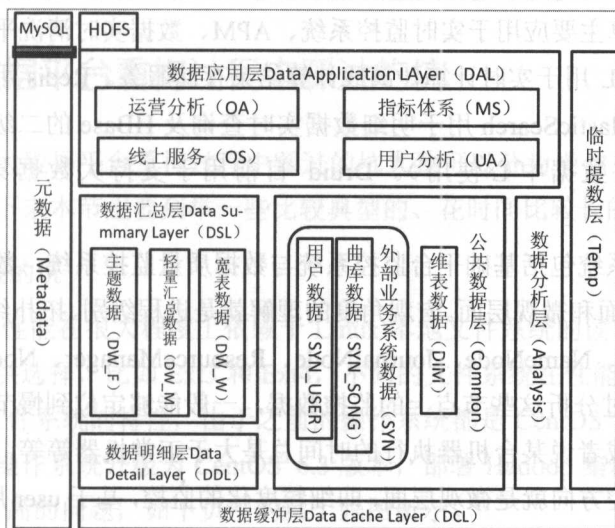 MySQL
HDFS
数据应用层Data Application LAyer（DAL）
运营分析（OA）
指标体系（MS）
线上服务（OS）
用户分析（UA）
元数据（Metadata）
数据汇总层Data Su-
mmary Layer（DSL）
主题数据（DW_F）
轻量汇总数据（DW_M）
宽表数据（DW_W）
数据明细层Data
Detail Layer（DDL）
用户数据（SYN_USER）
曲库数据（SYN_SONG）
外部业务系统数据（SYN）
维表数据（DIM）
公共数据层（Common）
数据分析层（Analysis）
临时提数层（Temp）
数据缓冲层Data Cache Layer（DCL）